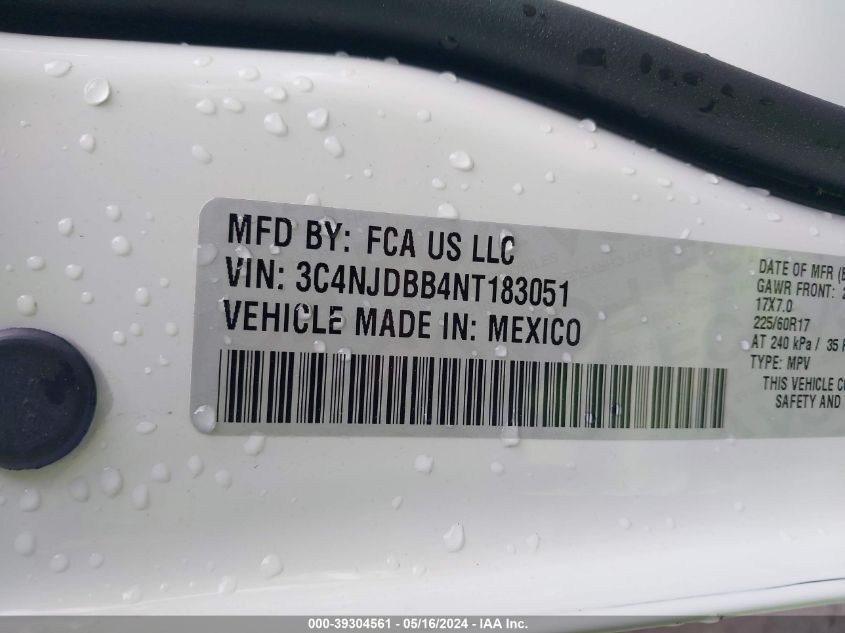 MFD BY: FCA US LLC
VIN: 3C4NJDBB4NT183051
VEHICLE MADE IN: MEXICO
DATE OF MFR
GAWR FRONT:
17X7.0
225/60R17
AT 240 kPa / 35
TYPE: MPV
THIS VEHICLE
SAFETY AND
000-39304561 - 05/16/2024 - IAA Inc.